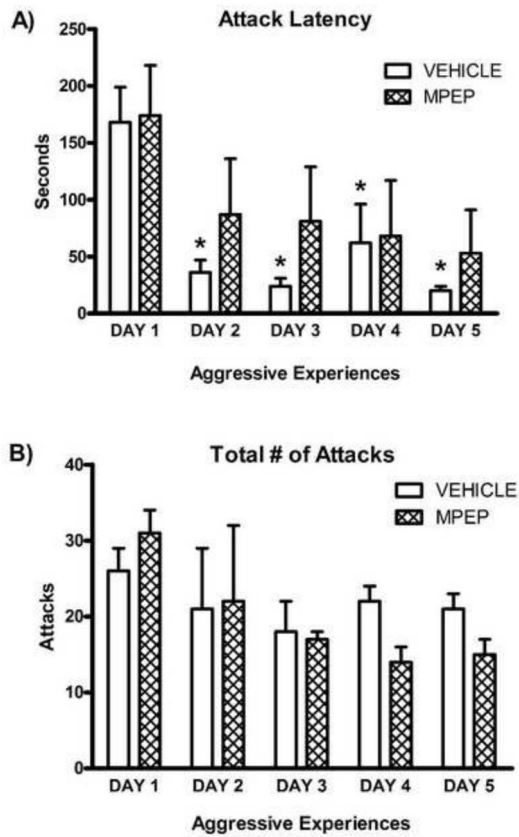 A)
Attack Latency
250
200
150
100
50
0
Seconds
VEHICLE
MPEP
*
*
*
*
DAY 1 DAY 2 DAY 3 DAY 4 DAY 5
Aggressive Experiences
B)
Total # of Attacks
40
30
20
10
0
Attacks
VEHICLE
MPEP
DAY 1 DAY 2 DAY 3 DAY 4 DAY 5
Aggressive Experiences